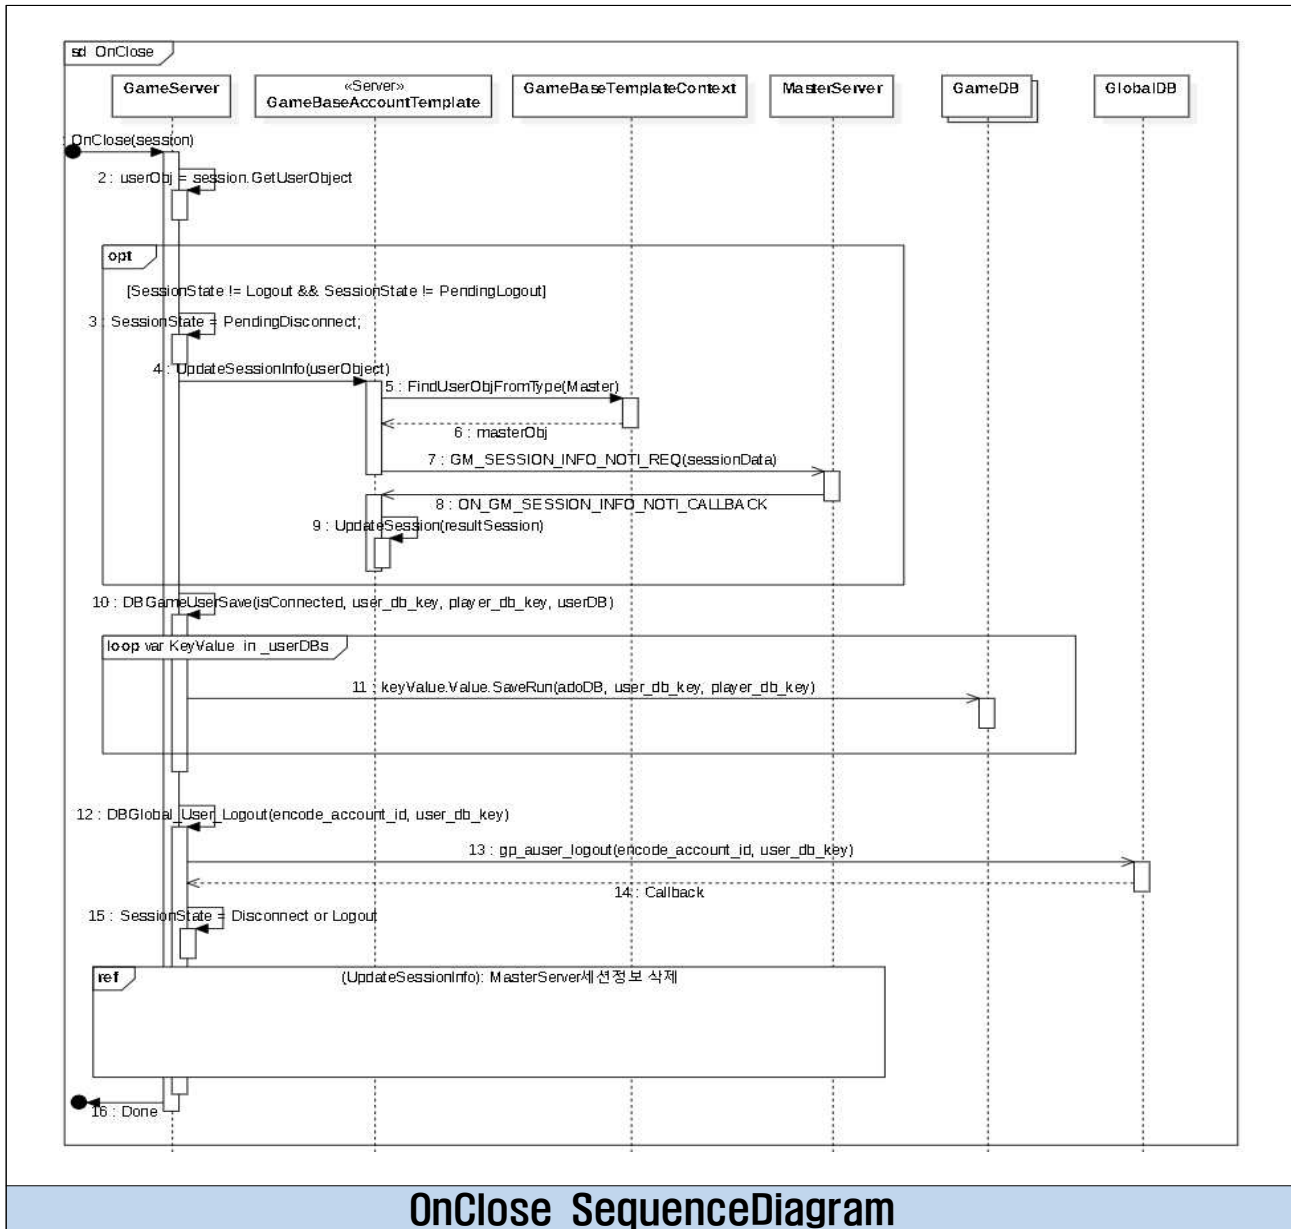 sd OnClose
GameServer
«Server»
GameBaseAccountTemplate
GameBaseTemplateContext
MasterServer
GameDB
GlobalDB
: OnClose(session)
2 : userObj = session.GetUserObject
opt
[SessionState != Logout && SessionState != PendingLogout]
3 : SessionState = PendingDisconnect;
4 : UpdateSessionInfo(userObject)
5 : FindUserObjFromType(Master)
6 : masterObj
7 : GM_SESSION_INFO_NOTI_REQ(sessionData)
8 : ON_GM_SESSION_INFO_NOTI_CALLBACK
9 : UpdateSession(resultSession)
10 : DBGameUserSave(isConnected, user_db_key, player_db_key, userDB)
loop var KeyValue in _userDBs
11 : keyValue.Value.SaveRun(adoDB, user_db_key, player_db_key)
12 : DBGlobal_User_Logout(encode_account_id, user_db_key)
13 : gp_auser_logout(encode_account_id, user_db_key)
14 : Callback
15 : SessionState = Disconnect or Logout
ref
(UpdateSessionInfo): MasterServer세션정보 삭제
16 : Done
OnClose SequenceDiagram